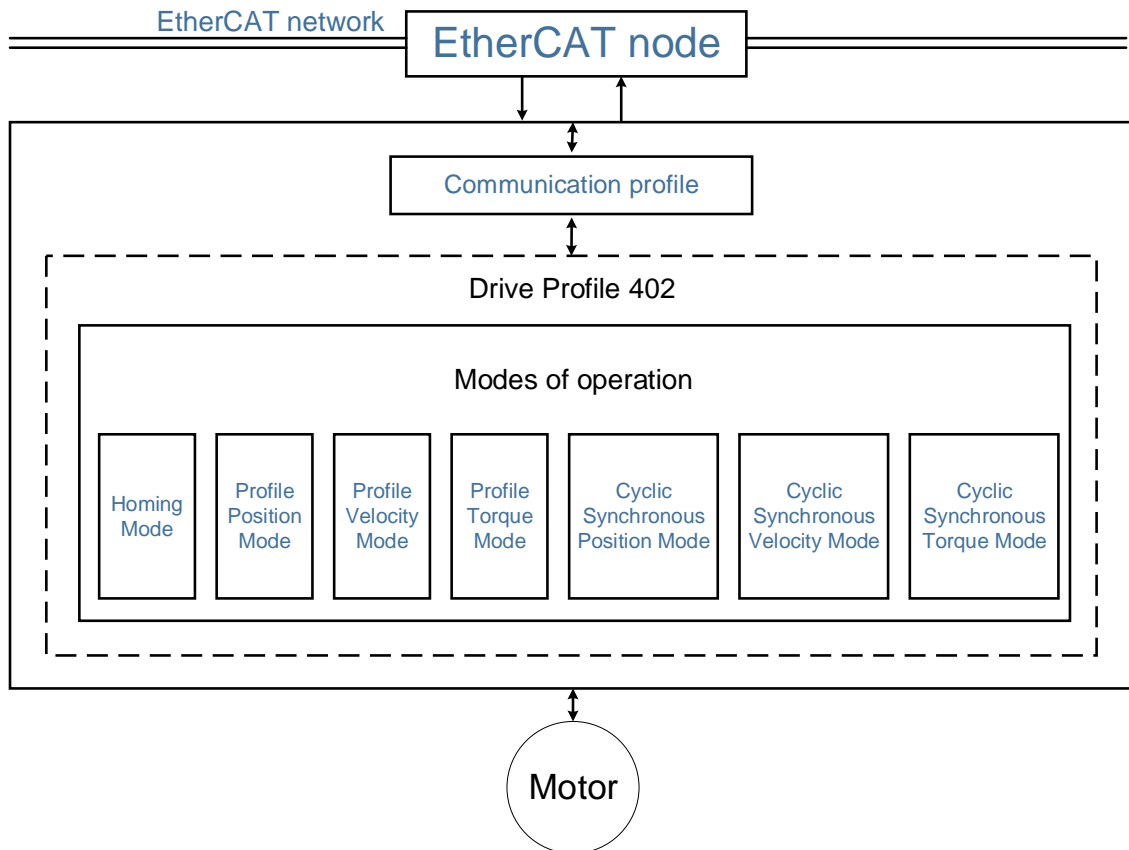 EtherCAT network
EtherCAT node
Communication profile
Drive Profile 402
Modes of operation
Homing
Mode
Profile
Position
Mode
Profile
Velocity
Mode
Profile
Torque
Mode
Cyclic
Synchronous
Position Mode
Cyclic
Synchronous
Velocity Mode
Cyclic
Synchronous
Torque Mode
Motor